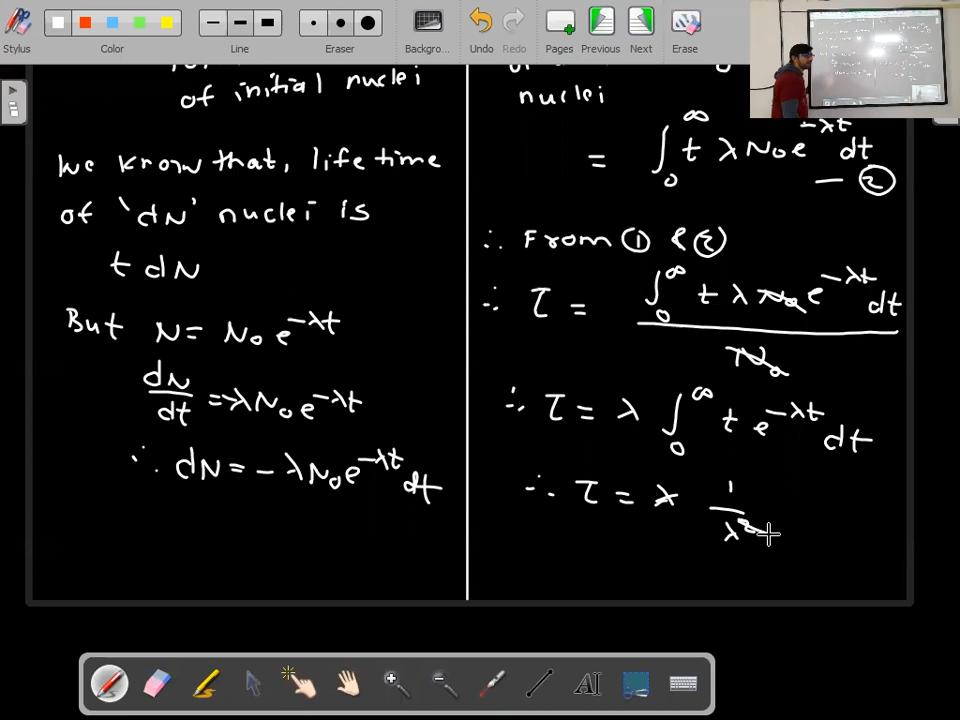 Stylus Color Line Eraser Backgro... Undo Redo Pages Previous Next Erase
of initial nuclei
We know that, life time
of 'dN' nuclei is
t dN
But N = N₀ e^{-λt}
dN/dt = -λN₀ e^{-λt}
∴ dN = -λN₀ e^{-λt} dt
nuclei
= ∫₀^∞ t λ N₀ e^{-λt} dt
— ②
∴ From ① & ②
∴ τ = ∫₀^∞ t λ N₀ e^{-λt} dt / N₀
∴ τ = λ ∫₀^∞ t e^{-λt} dt
∴ τ = λ 1/λ²
AI